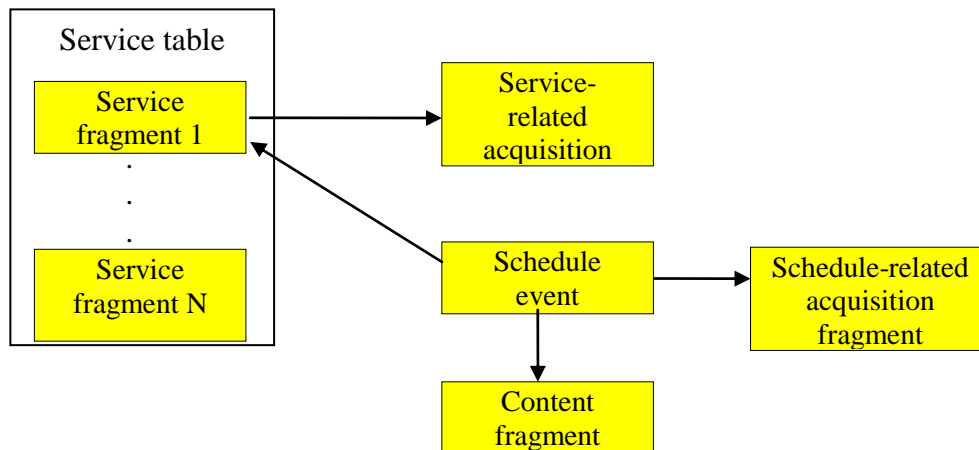 Service table
Service
fragment 1
.
.
.
Service
fragment N
Service-
related
acquisition
Schedule
event
Schedule-related
acquisition
fragment
Content
fragment